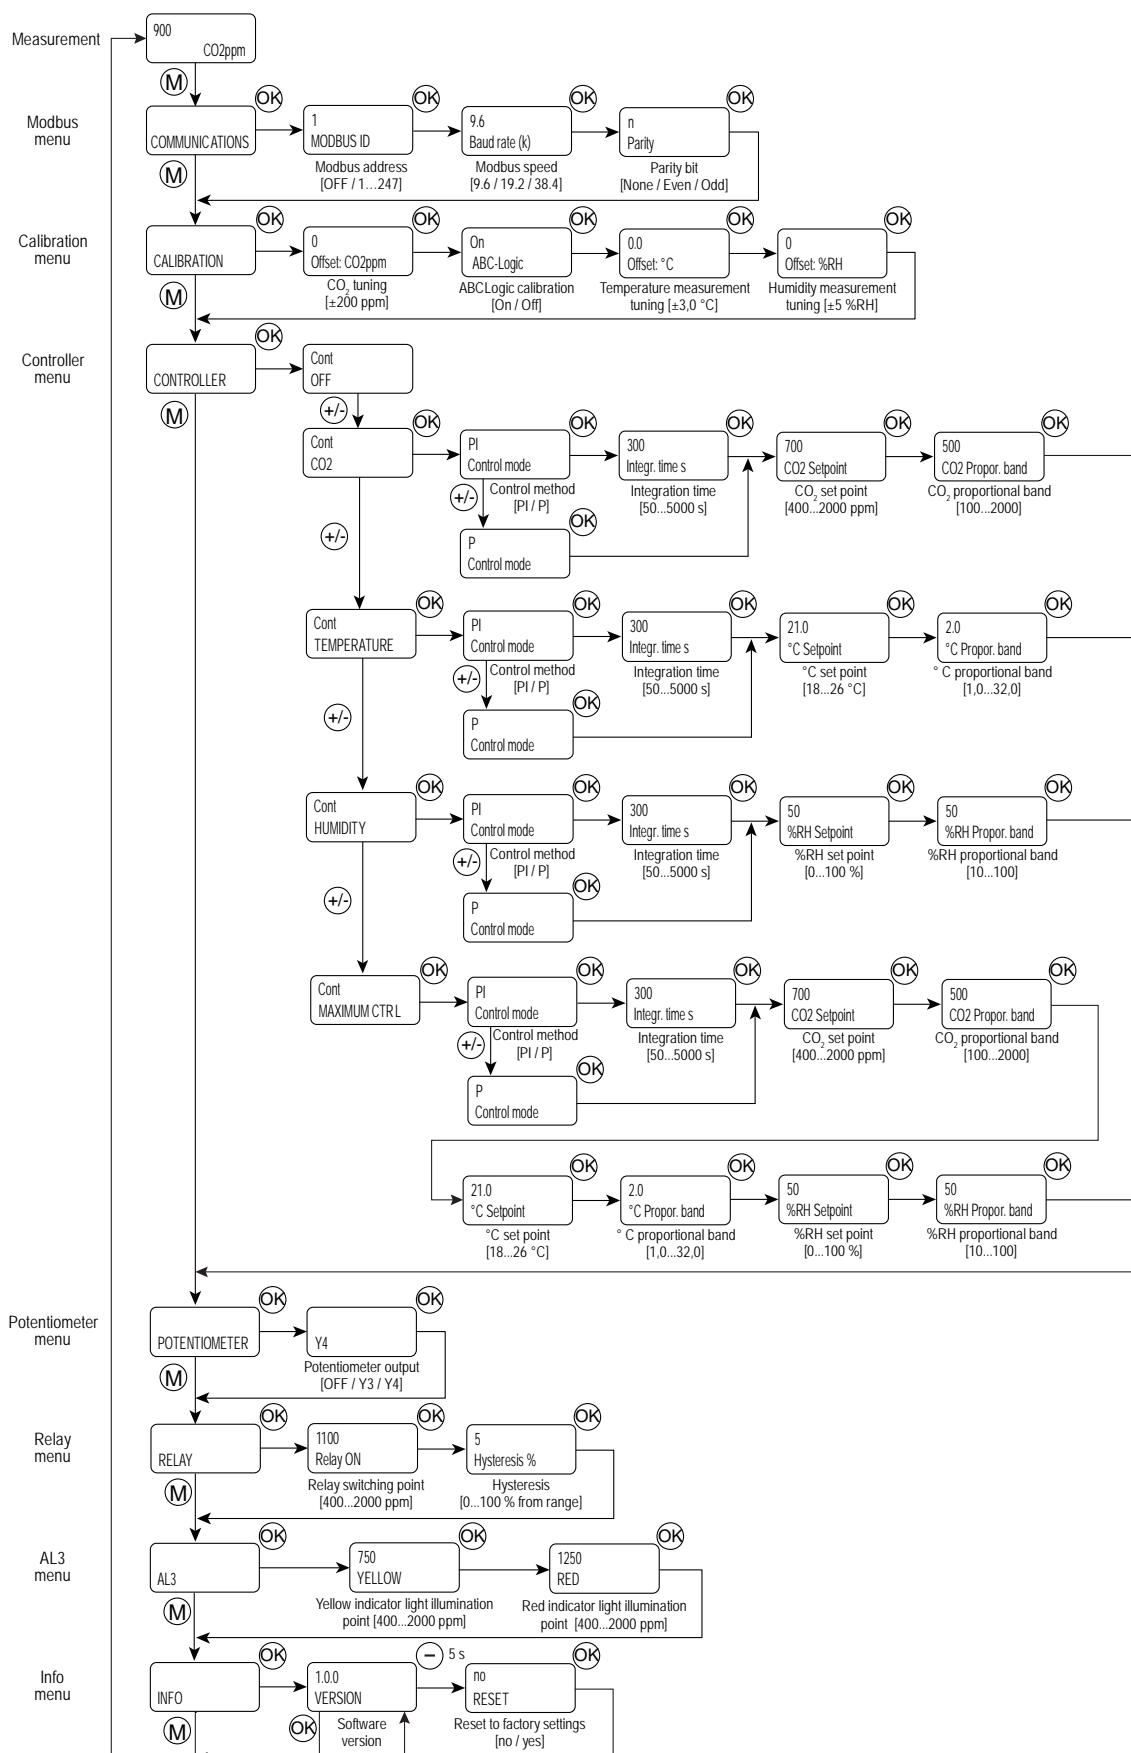 Measurement
900
CO2ppm
M
OK
OK
OK
OK
Modbus
menu
COMMUNICATIONS
1
MODBUS ID
9.6
Baud rate (k)
n
Parity
M
Modbus address
[OFF / 1…247]
Modbus speed
[9.6 / 19.2 / 38.4]
Parity bit
[None / Even / Odd]
OK
OK
OK
OK
OK
Calibration
menu
CALIBRATION
0
Offset: CO2ppm
On
ABC-Logic
0.0
Offset: °C
0
Offset: %RH
M
CO2 tuning
[±200 ppm]
ABCLogic calibration
[On / Off]
Temperature measurement
tuning [±3,0 °C]
Humidity measurement
tuning [±5 %RH]
OK
Controller
menu
CONTROLLER
Cont
OFF
M
+/-
OK
OK
OK
OK
OK
Cont
CO2
PI
Control mode
300
Integr. time s
700
CO2 Setpoint
500
CO2 Propor. band
+/-
Control method
[PI / P]
Integration time
[50...5000 s]
CO2 set point
[400...2000 ppm]
CO2 proportional band
[100...2000]
+/-
OK
P
Control mode
OK
OK
OK
OK
OK
Cont
TEMPERATURE
PI
Control mode
300
Integr. time s
21.0
°C Setpoint
2.0
°C Propor. band
+/-
Control method
[PI / P]
Integration time
[50...5000 s]
°C set point
[18...26 °C]
° C proportional band
[1,0...32,0]
+/-
OK
P
Control mode
OK
OK
OK
OK
OK
Cont
HUMIDITY
PI
Control mode
300
Integr. time s
50
%RH Setpoint
50
%RH Propor. band
+/-
Control method
[PI / P]
Integration time
[50...5000 s]
%RH set point
[0...100 %]
%RH proportional band
[10...100]
+/-
OK
P
Control mode
OK
OK
OK
OK
OK
Cont
MAXIMUM CTRL
PI
Control mode
300
Integr. time s
700
CO2 Setpoint
500
CO2 Propor. band
+/-
Control method
[PI / P]
Integration time
[50...5000 s]
CO2 set point
[400...2000 ppm]
CO2 proportional band
[100...2000]
OK
P
Control mode
OK
OK
OK
OK
21.0
°C Setpoint
2.0
°C Propor. band
50
%RH Setpoint
50
%RH Propor. band
°C set point
[18...26 °C]
° C proportional band
[1,0...32,0]
%RH set point
[0...100 %]
%RH proportional band
[10...100]
OK
OK
Potentiometer
menu
POTENTIOMETER
Y4
M
Potentiometer output
[OFF / Y3 / Y4]
OK
OK
OK
Relay
menu
RELAY
1100
Relay ON
5
Hysteresis %
M
Relay switching point
[400...2000 ppm]
Hysteresis
[0...100 % from range]
OK
OK
OK
AL3
menu
AL3
750
YELLOW
1250
RED
M
Yellow indicator light illumination
point [400...2000 ppm]
Red indicator light illumination
point [400...2000 ppm]
OK
– 5 s
OK
Info
menu
INFO
1.0.0
VERSION
no
RESET
M
OK
Software
version
Reset to factory settings
[no / yes]